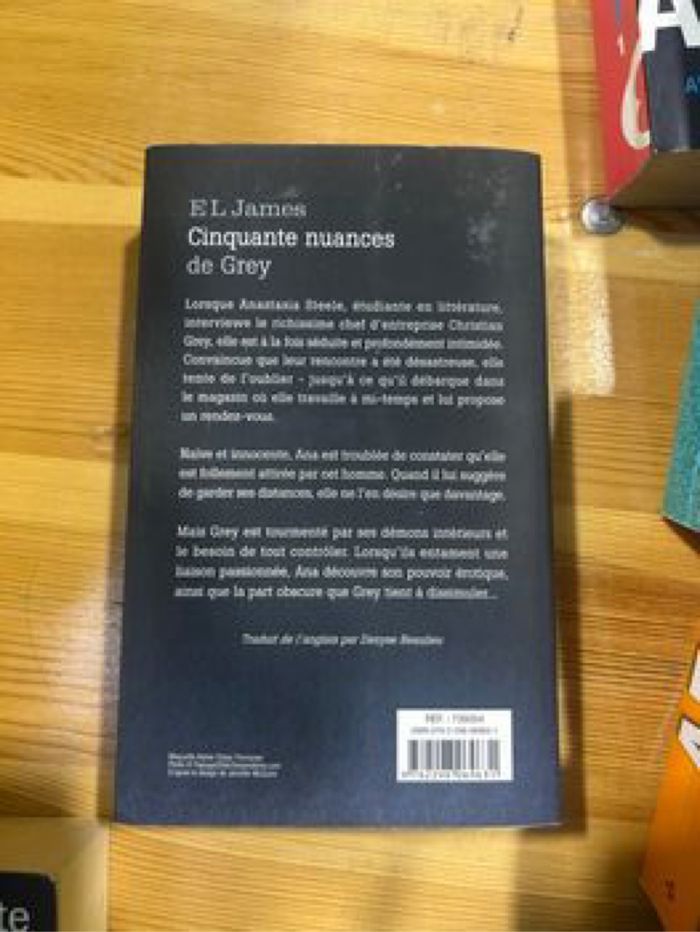 E L James
Cinquante nuances
de Grey
Lorsque Anastasia Steele, étudiante en littérature,
interviewe le richissime chef d'entreprise Christian
Grey, elle est à la fois séduite et profondément intimidée.
Convaincue que leur rencontre a été désastreuse, elle
tente de l'oublier - jusqu'à ce qu'il débarque dans
le magasin où elle travaille à mi-temps et lui propose
un rendez-vous.
Naïve et innocente, Ana est troublée de constater qu'elle
est follement attirée par cet homme. Quand il lui suggère
de garder ses distances, elle ne l'en désire que davantage.
Mais Grey est tourmenté par ses démons intérieurs et
le besoin de tout contrôler. Lorsqu'ils entament une
liaison passionnée, Ana découvre son pouvoir érotique,
ainsi que la part obscure que Grey tient à dissimuler...
Traduit de l'anglais par Denyse Beaulieu
RÉF. :
te